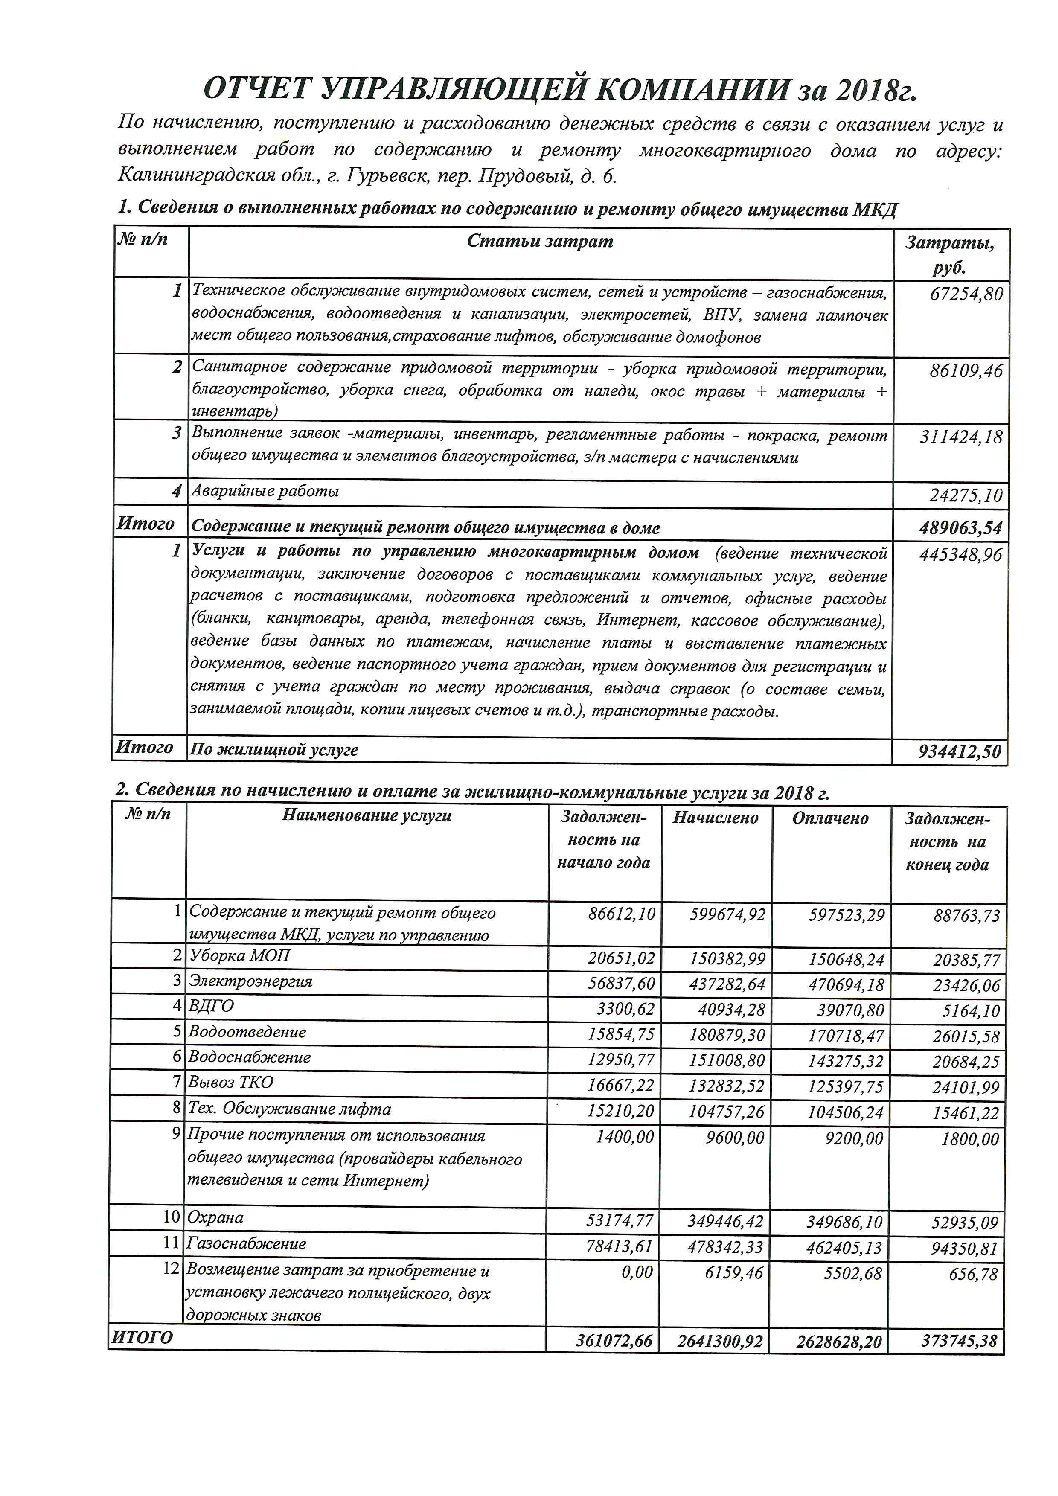 ОТЧЕТ УПРАВЛЯЮЩЕЙ КОМПАНИИ за 2018г.
По начислению, поступлению и расходованию денежных средств в связи с оказанием услуг и
выполнением работ по содержанию и ремонту многоквартирного дома по адресу:
Калининградская обл., г. Гурьевск, пер. Прудовый, д. 6.
1. Сведения о выполненных работах по содержанию и ремонту общего имущества МКД
№ п/п Статьи затрат Затраты,
руб.
1 Техническое обслуживание внутридомовых систем, сетей и устройств – газоснабжения, 67254,80
водоснабжения, водоотведения и канализации, электросетей, ВПУ, замена лампочек
мест общего пользования,страхование лифтов, обслуживание домофонов
2 Санитарное содержание придомовой территории - уборка придомовой территории, 86109,46
благоустройство, уборка снега, обработка от наледи, окос травы + материалы +
инвентарь)
3 Выполнение заявок -материалы, инвентарь, регламентные работы - покраска, ремонт 311424,18
общего имущества и элементов благоустройства, з/п мастера с начислениями
4 Аварийные работы 24275,10
Итого Содержание и текущий ремонт общего имущества в доме 489063,54
1 Услуги и работы по управлению многоквартирным домом (ведение технической 445348,96
документации, заключение договоров с поставщиками коммунальных услуг, ведение
расчетов с поставщиками, подготовка предложений и отчетов, офисные расходы
(бланки, канцтовары, аренда, телефонная связь, Интернет, кассовое обслуживание),
ведение базы данных по платежам, начисление платы и выставление платежных
документов, ведение паспортного учета граждан, прием документов для регистрации и
снятия с учета граждан по месту проживания, выдача справок (о составе семьи,
занимаемой площади, копии лицевых счетов и т.д.), транспортные расходы.
Итого По жилищной услуге 934412,50
2. Сведения по начислению и оплате за жилищно-коммунальные услуги за 2018 г.
№ п/п Наименование услуги Задолжен- Начислено Оплачено Задолжен-
ность на ность на
начало года конец года
1 Содержание и текущий ремонт общего 86612,10 599674,92 597523,29 88763,73
имущества МКД, услуги по управлению
2 Уборка МОП 20651,02 150382,99 150648,24 20385,77
3 Электроэнергия 56837,60 437282,64 470694,18 23426,06
4 ВДГО 3300,62 40934,28 39070,80 5164,10
5 Водоотведение 15854,75 180879,30 170718,47 26015,58
6 Водоснабжение 12950,77 151008,80 143275,32 20684,25
7 Вывоз ТКО 16667,22 132832,52 125397,75 24101,99
8 Тех. Обслуживание лифта 15210,20 104757,26 104506,24 15461,22
9 Прочие поступления от использования 1400,00 9600,00 9200,00 1800,00
общего имущества (провайдеры кабельного
телевидения и сети Интернет)
10 Охрана 53174,77 349446,42 349686,10 52935,09
11 Газоснабжение 78413,61 478342,33 462405,13 94350,81
12 Возмещение затрат за приобретение и 0,00 6159,46 5502,68 656,78
установку лежачего полицейского, двух
дорожных знаков
ИТОГО 361072,66 2641300,92 2628628,20 373745,38